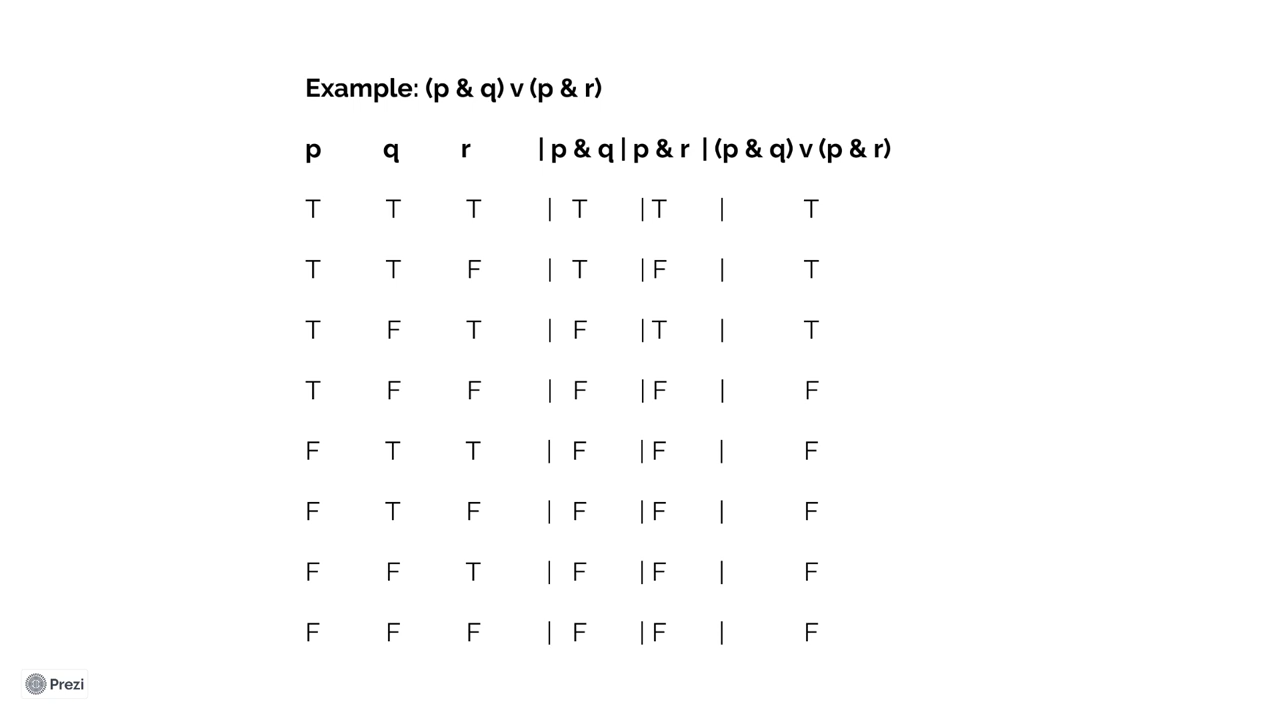 Example: (p & q) v (p & r)
p q r | p & q | p & r | (p & q) v (p & r)
T T T | T | T | T
T T F | T | F | T
T F T | F | T | T
T F F | F | F | F
F T T | F | F | F
F T F | F | F | F
F F T | F | F | F
F F F | F | F | F
Prezi